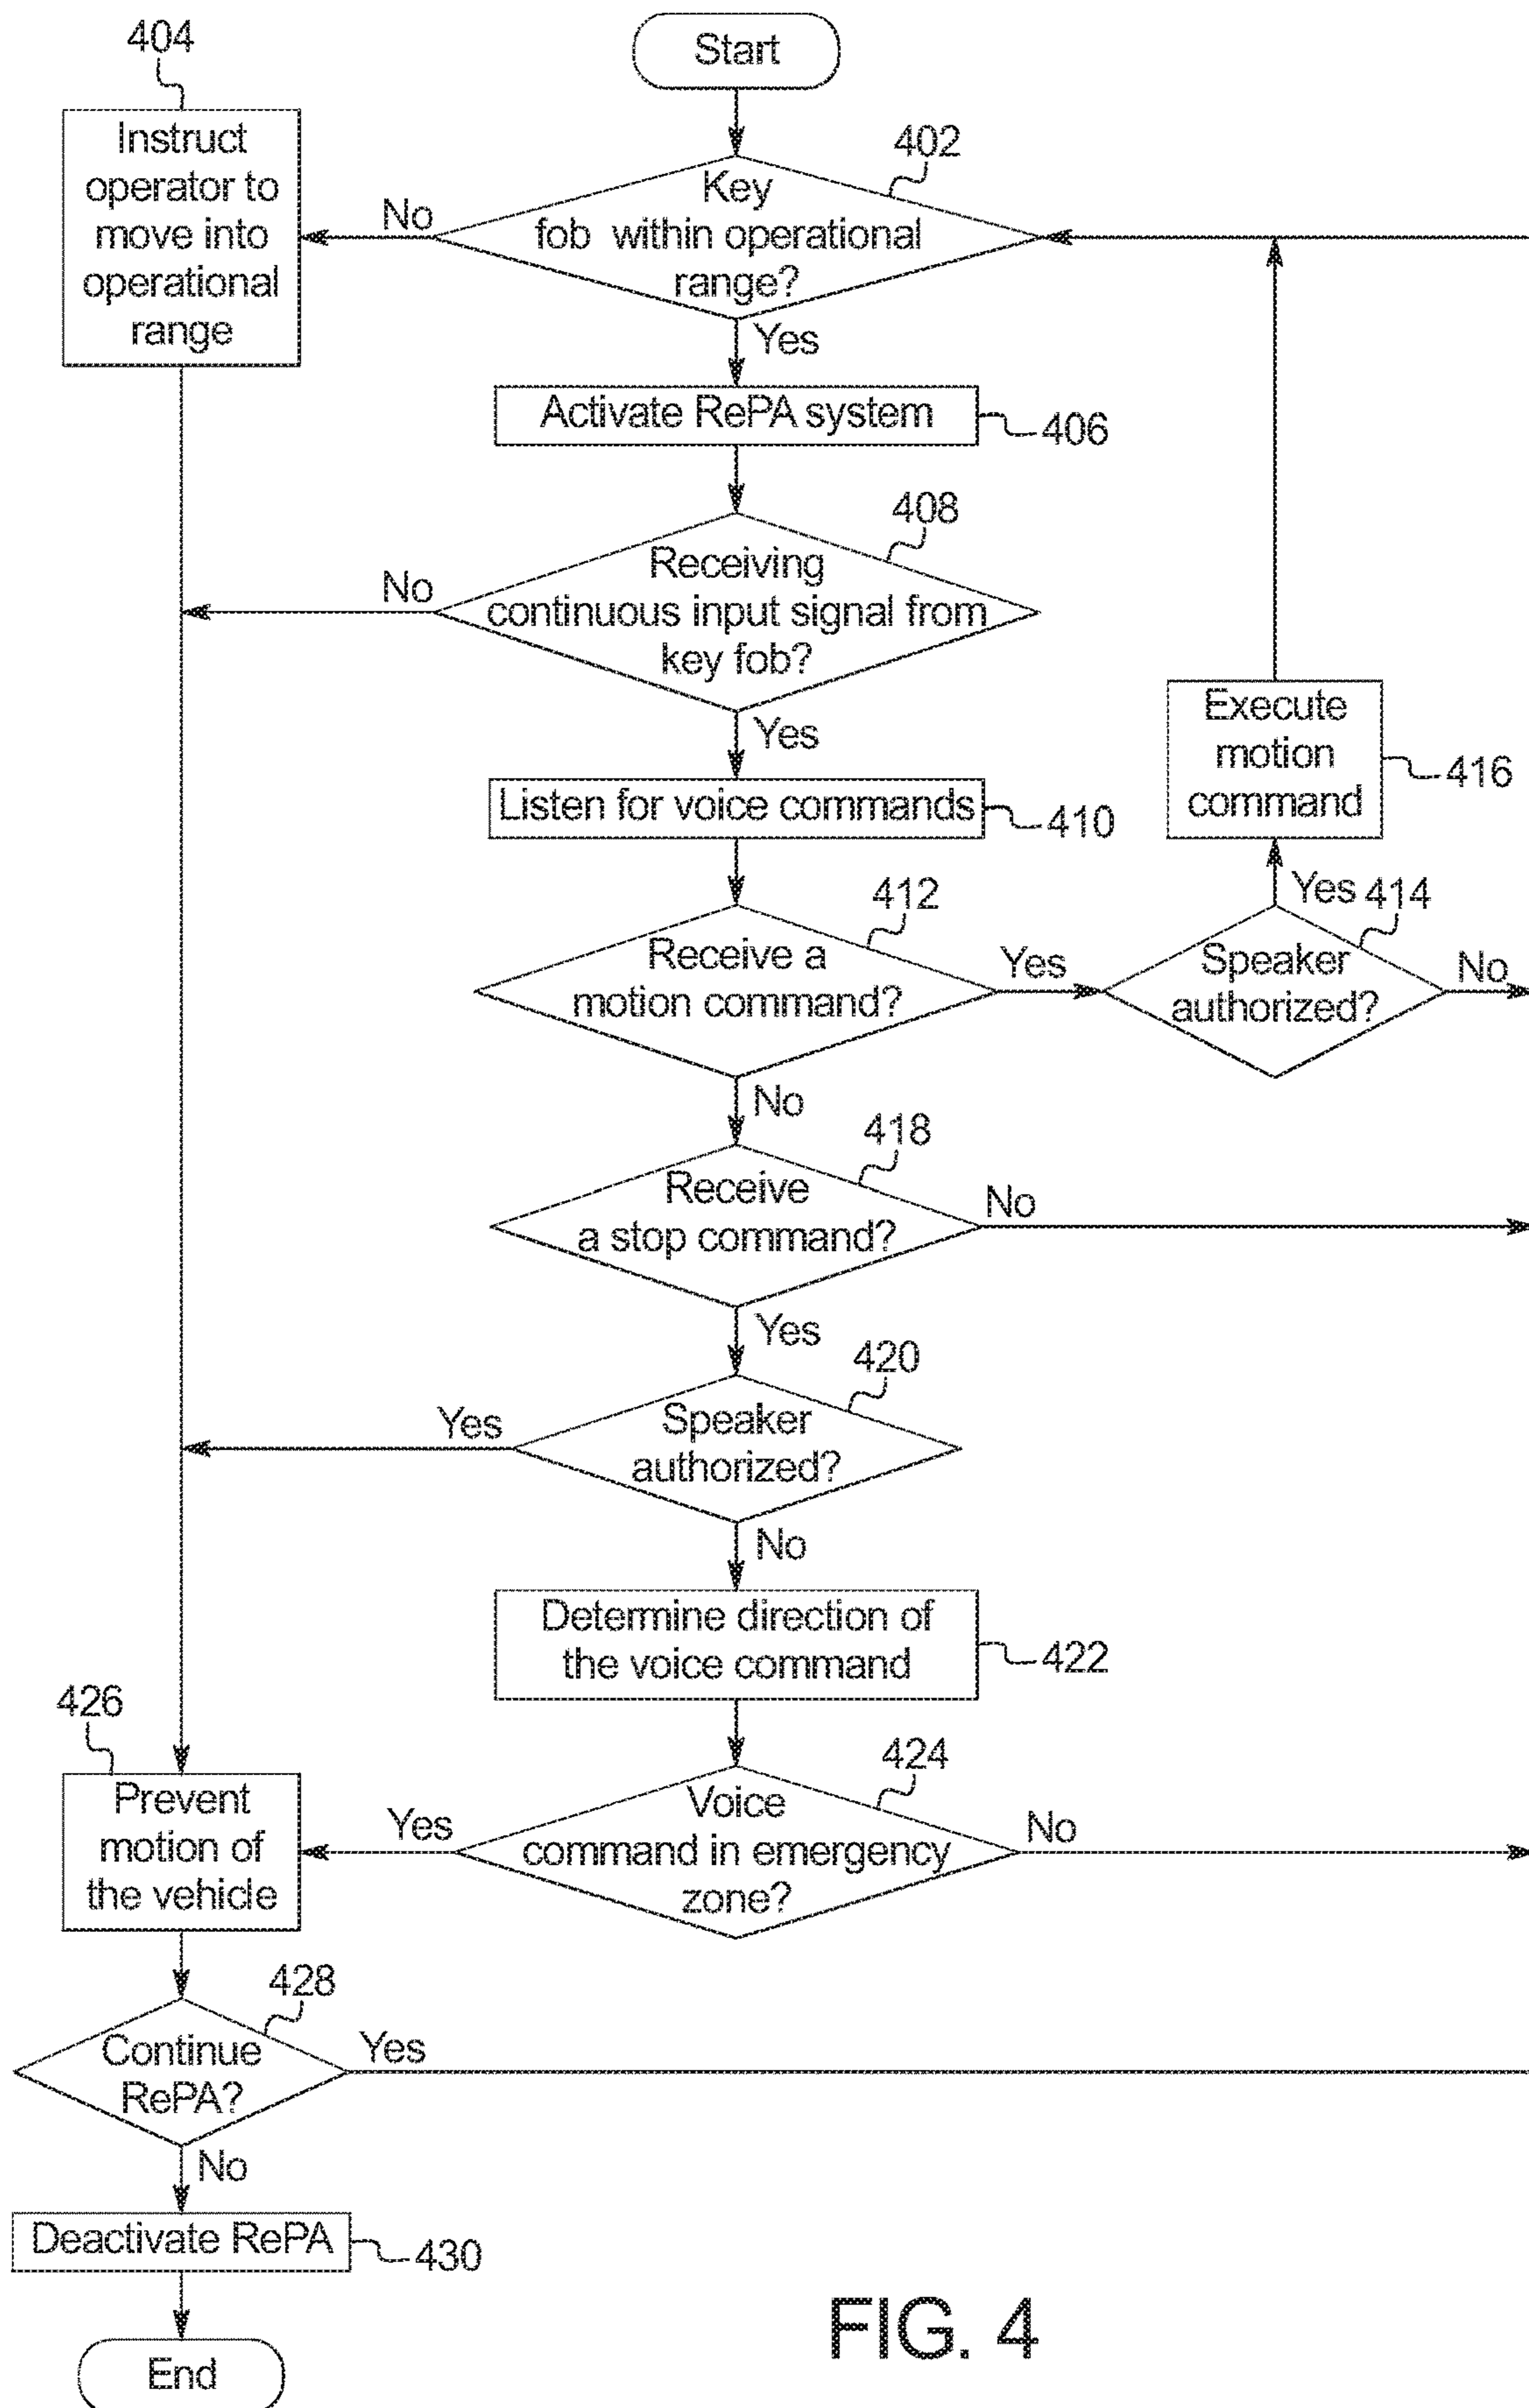 404
Start
Instruct
operator to
move into
operational
range
402
Key
fob within operational
range?
No
Yes
Activate RePA system
406
408
Receiving
continuous input signal from
key fob?
No
Yes
Execute
motion
command
416
Listen for voice commands
410
412
Receive a
motion command?
Yes
Yes
414
Speaker
authorized?
No
No
418
Receive
a stop command?
No
Yes
420
Speaker
authorized?
Yes
No
Determine direction of
the voice command
422
426
Prevent
motion of
the vehicle
424
Voice
command in emergency
zone?
Yes
No
428
Continue
RePA?
Yes
No
Deactivate RePA
430
End
FIG. 4